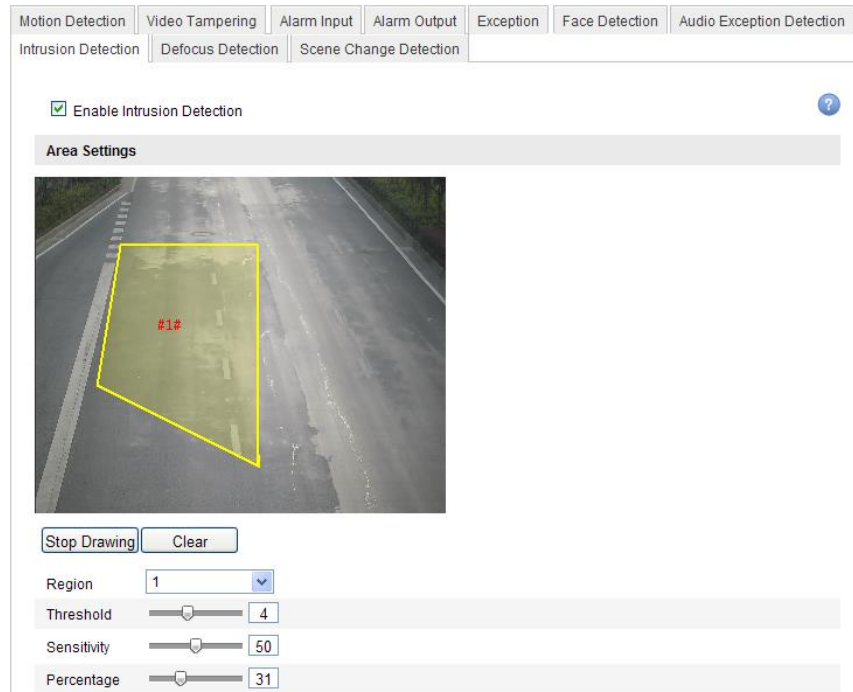 Motion Detection Video Tampering Alarm Input Alarm Output Exception Face Detection Audio Exception Detection
Intrusion Detection Defocus Detection Scene Change Detection
Enable Intrusion Detection ?
Area Settings
#1#
Stop Drawing Clear
Region 1
Threshold 4
Sensitivity 50
Percentage 31